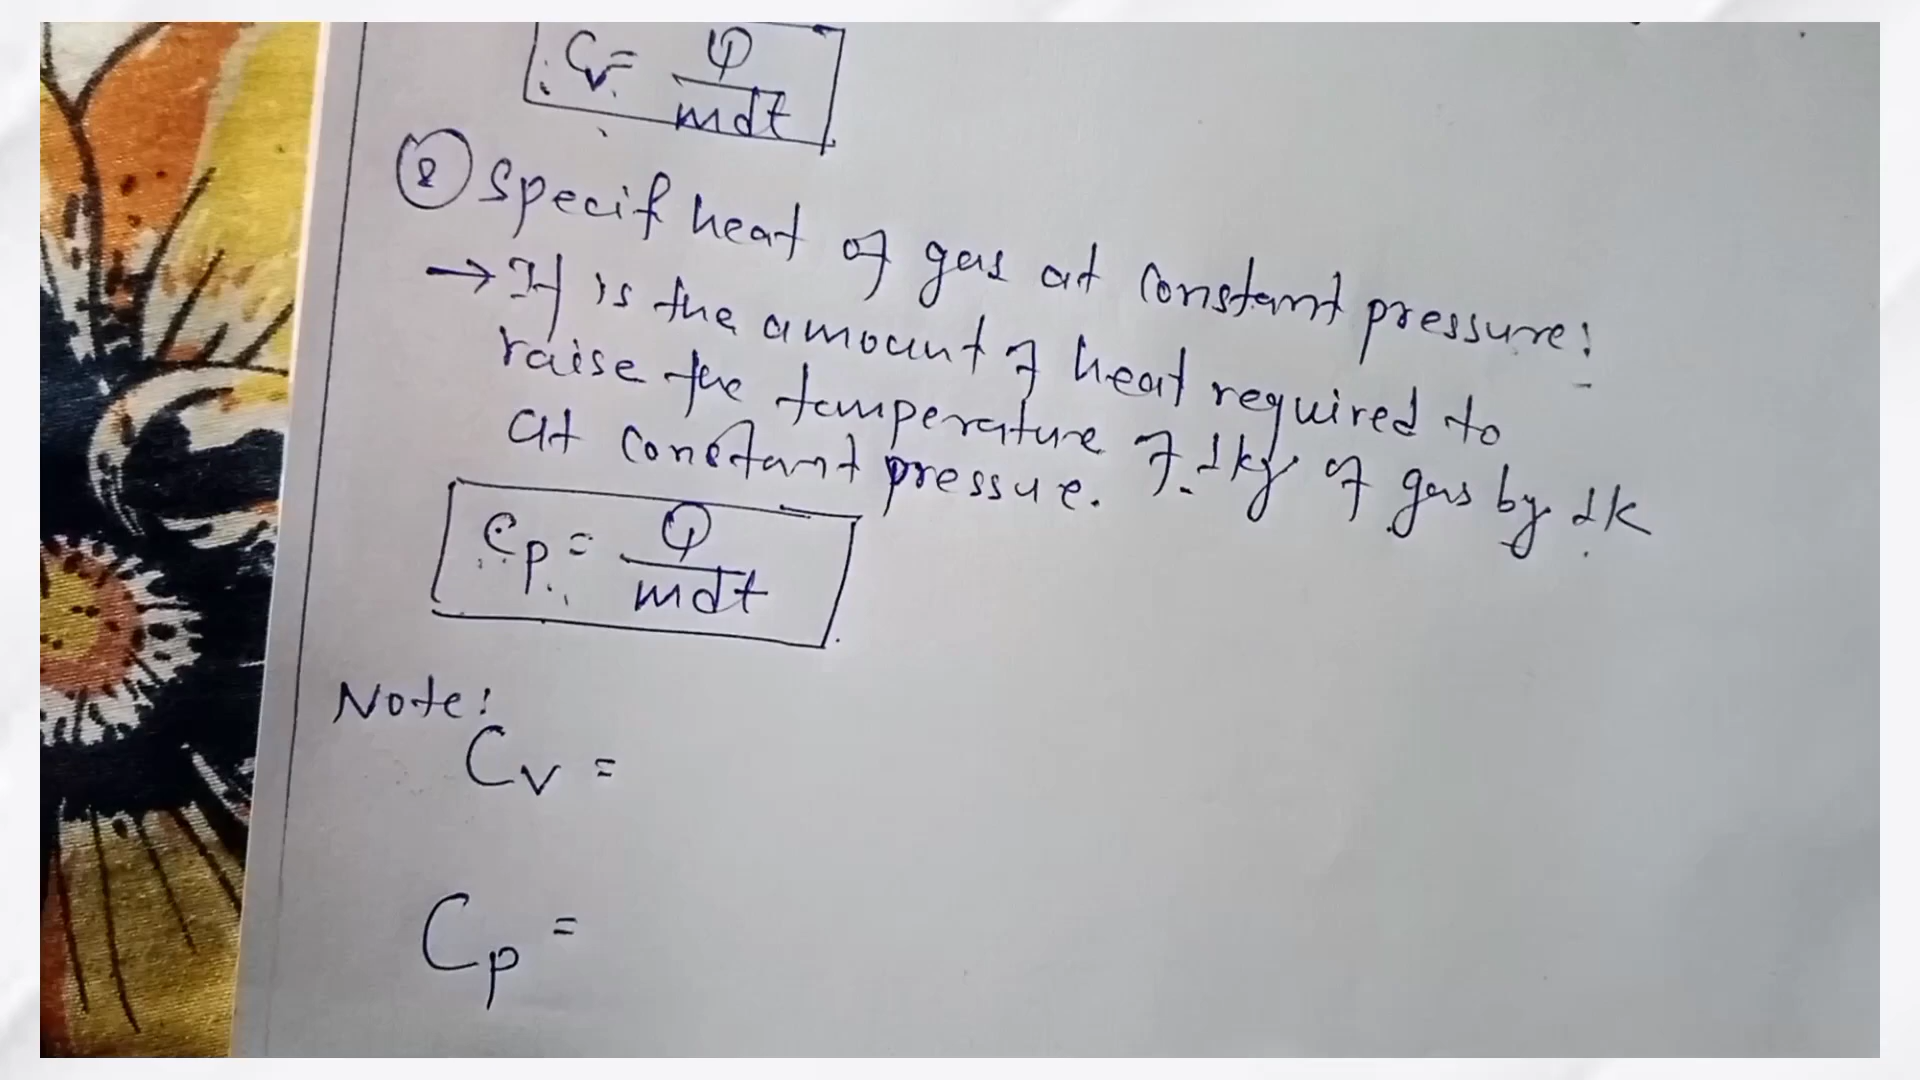 Cv = Q / mdt
② Specif heat of gas at constant pressure:
→ It is the amount of heat required to
raise the temperature of 1kg of gas by 1K
at constant pressue.
Cp = Q / mdt
Note:
Cv =
Cp =